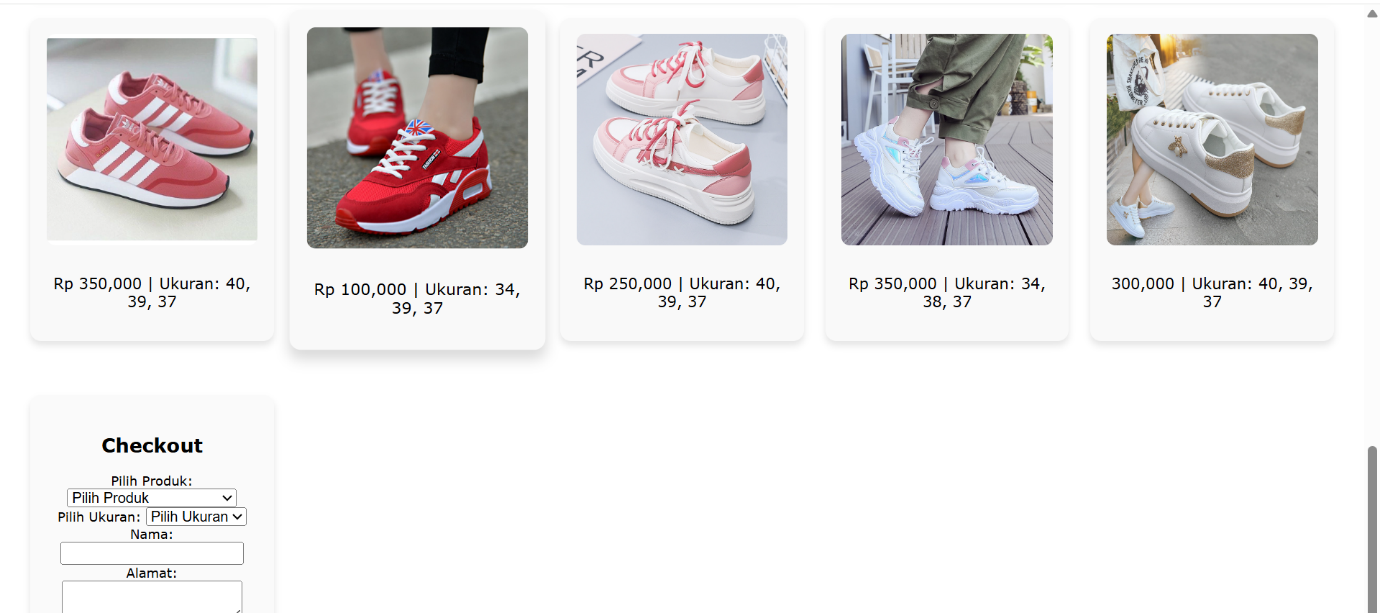 Rp 350,000 | Ukuran: 40,
39, 37
Rp 100,000 | Ukuran: 34,
39, 37
Rp 250,000 | Ukuran: 40,
39, 37
Rp 350,000 | Ukuran: 34,
38, 37
300,000 | Ukuran: 40, 39,
37
Checkout
Pilih Produk:
Pilih Produk
Pilih Ukuran: Pilih Ukuran
Nama:
Alamat: